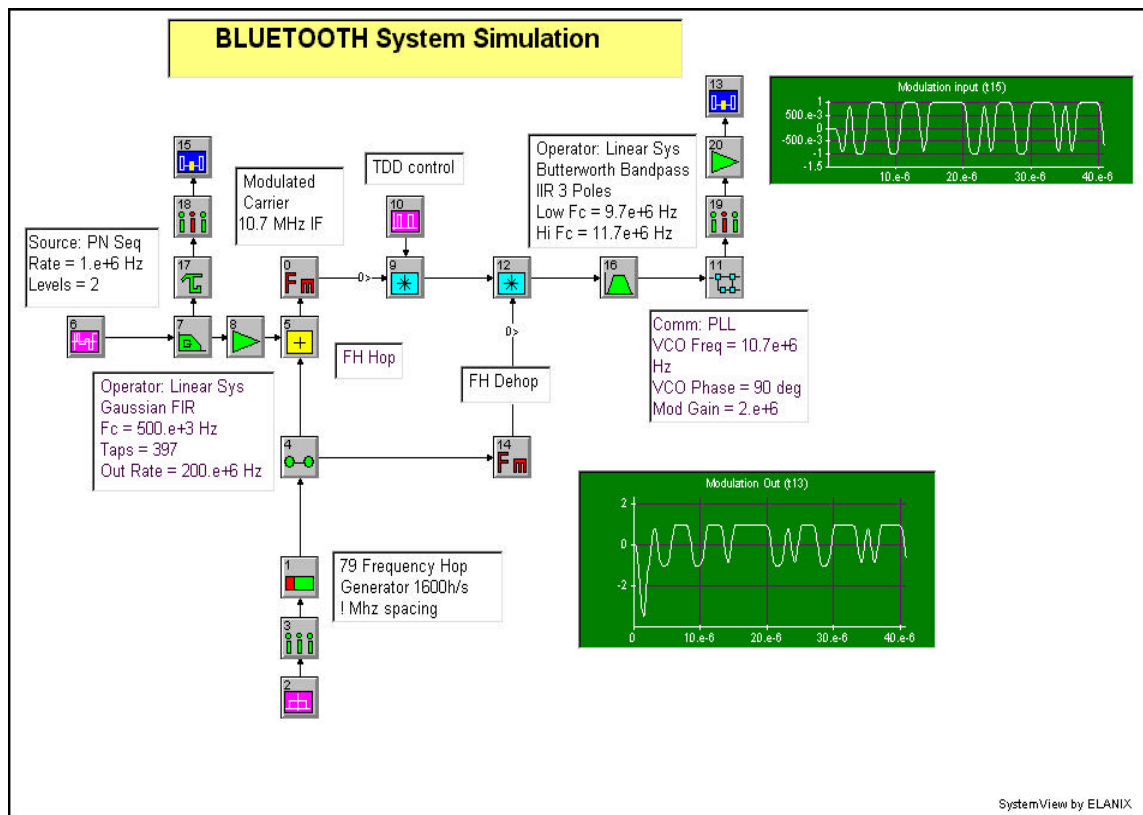 BLUETOOTH System Simulation
13
Modulation input (t15)
1
500.e-3
0
-500.e-3
-1
-1.5
10.e-6
20.e-6
30.e-6
40.e-6
15
20
Operator: Linear Sys
Butterworth Bandpass
IIR 3 Poles
Low Fc = 9.7e+6 Hz
Hi Fc = 11.7e+6 Hz
TDD control
Modulated
Carrier
10.7 MHz IF
18
10
19
Source: PN Seq
Rate = 1.e+6 Hz
Levels = 2
17
0
Fm
0>
9
12
16
11
6
7
8
5
0>
FH Hop
Comm: PLL
VCO Freq = 10.7e+6
Hz
VCO Phase = 90 deg
Mod Gain = 2.e+6
FH Dehop
Operator: Linear Sys
Gaussian FIR
Fc = 500.e+3 Hz
Taps = 397
Out Rate = 200.e+6 Hz
4
14
Fm
Modulation Out (t13)
2
0
-2
0
10.e-6
20.e-6
30.e-6
40.e-6
1
79 Frequency Hop
Generator 1600h/s
! Mhz spacing
3
2
SystemView by ELANIX